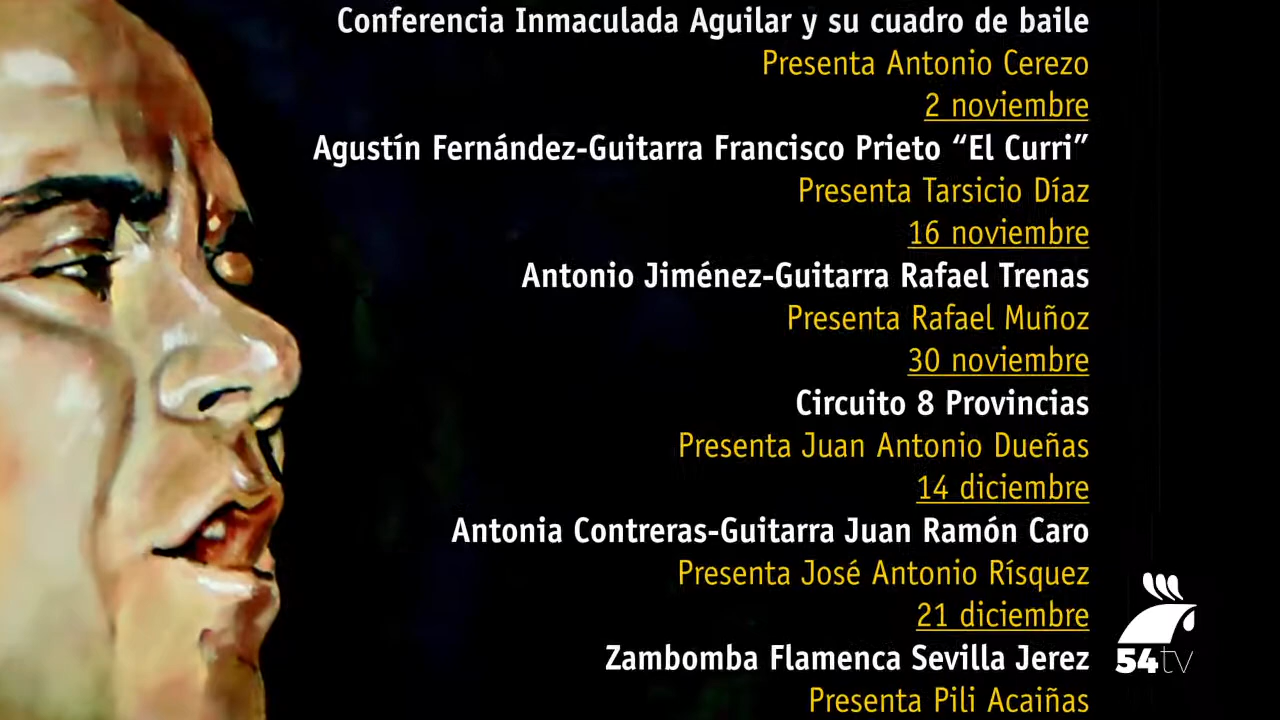 Conferencia Inmaculada Aguilar y su cuadro de baile
Presenta Antonio Cerezo
2 noviembre
Agustín Fernández-Guitarra Francisco Prieto “El Curri”
Presenta Tarsicio Díaz
16 noviembre
Antonio Jiménez-Guitarra Rafael Trenas
Presenta Rafael Muñoz
30 noviembre
Circuito 8 Provincias
Presenta Juan Antonio Dueñas
14 diciembre
Antonia Contreras-Guitarra Juan Ramón Caro
Presenta José Antonio Rísquez
21 diciembre
Zambomba Flamenca Sevilla Jerez
Presenta Pili Acaiñas
54tv